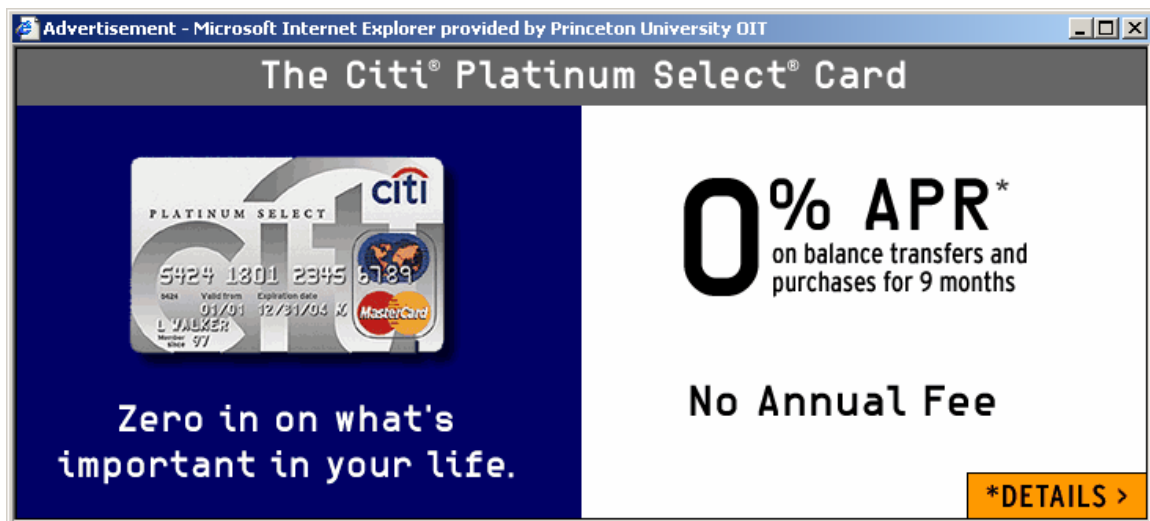 Advertisement - Microsoft Internet Explorer provided by Princeton University OIT
The Citi® Platinum Select® Card
citi
PLATINUM SELECT
citi
5424 1801 2345 6789
5424 Valid from Expiration date
01/01 12/31/04 X
L WALKER
Member since 97
MasterCard
Zero in on what's
important in your life.
0% APR*
on balance transfers and
purchases for 9 months
No Annual Fee
*DETAILS >